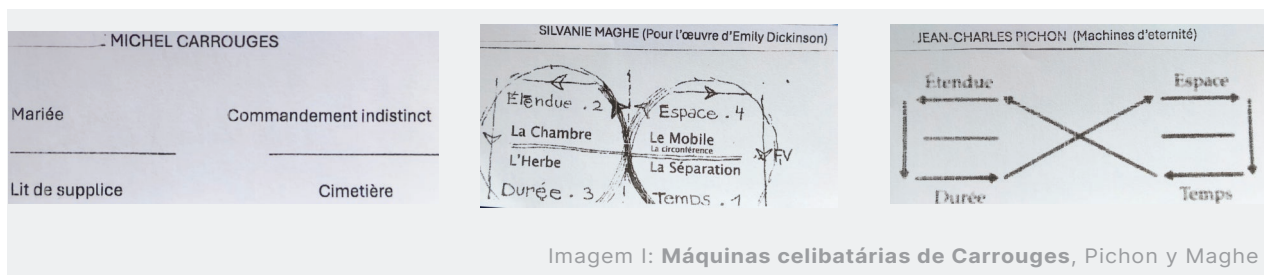 MICHEL CARROUGES
Mariée
Commandement indistinct
Lit de supplice
Cimetière
SILVANIE MAGHE (Pour l'œuvre d'Emily Dickinson)
Étendue . 2
Espace . 4
La Chambre
Le Mobile
La circonférence
L'Herbe
La Séparation
FV
Durée . 3
Temps . 1
JEAN-CHARLES PICHON (Machines d'eternité)
Étendue
Espace
Durée
Temps
Imagem I: Máquinas celibatárias de Carrouges, Pichon y Maghe